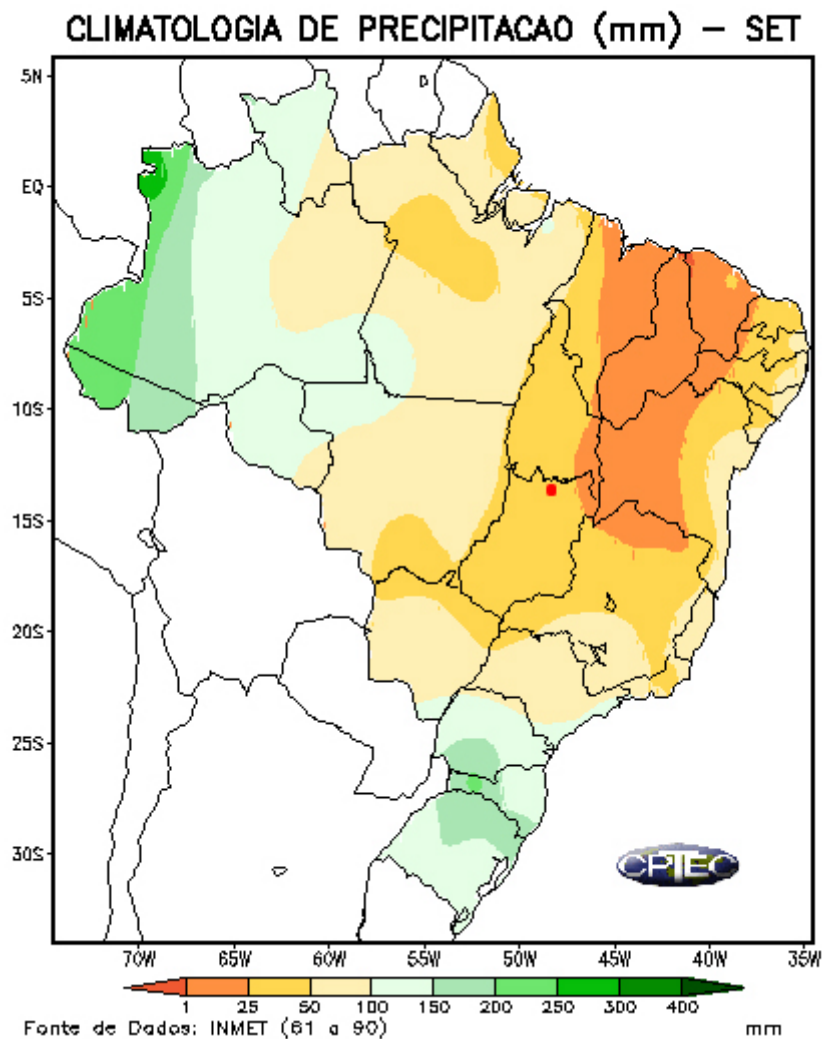 CLIMATOLOGIA DE PRECIPITACAO (mm) – SET
5N
EQ
5S
10S
15S
20S
25S
30S
CPTEC
70W 65W 60W 55W 50W 45W 40W 35W
1 25 50 100 150 200 250 300 400
Fonte de Dados: INMET (61 a 90) mm